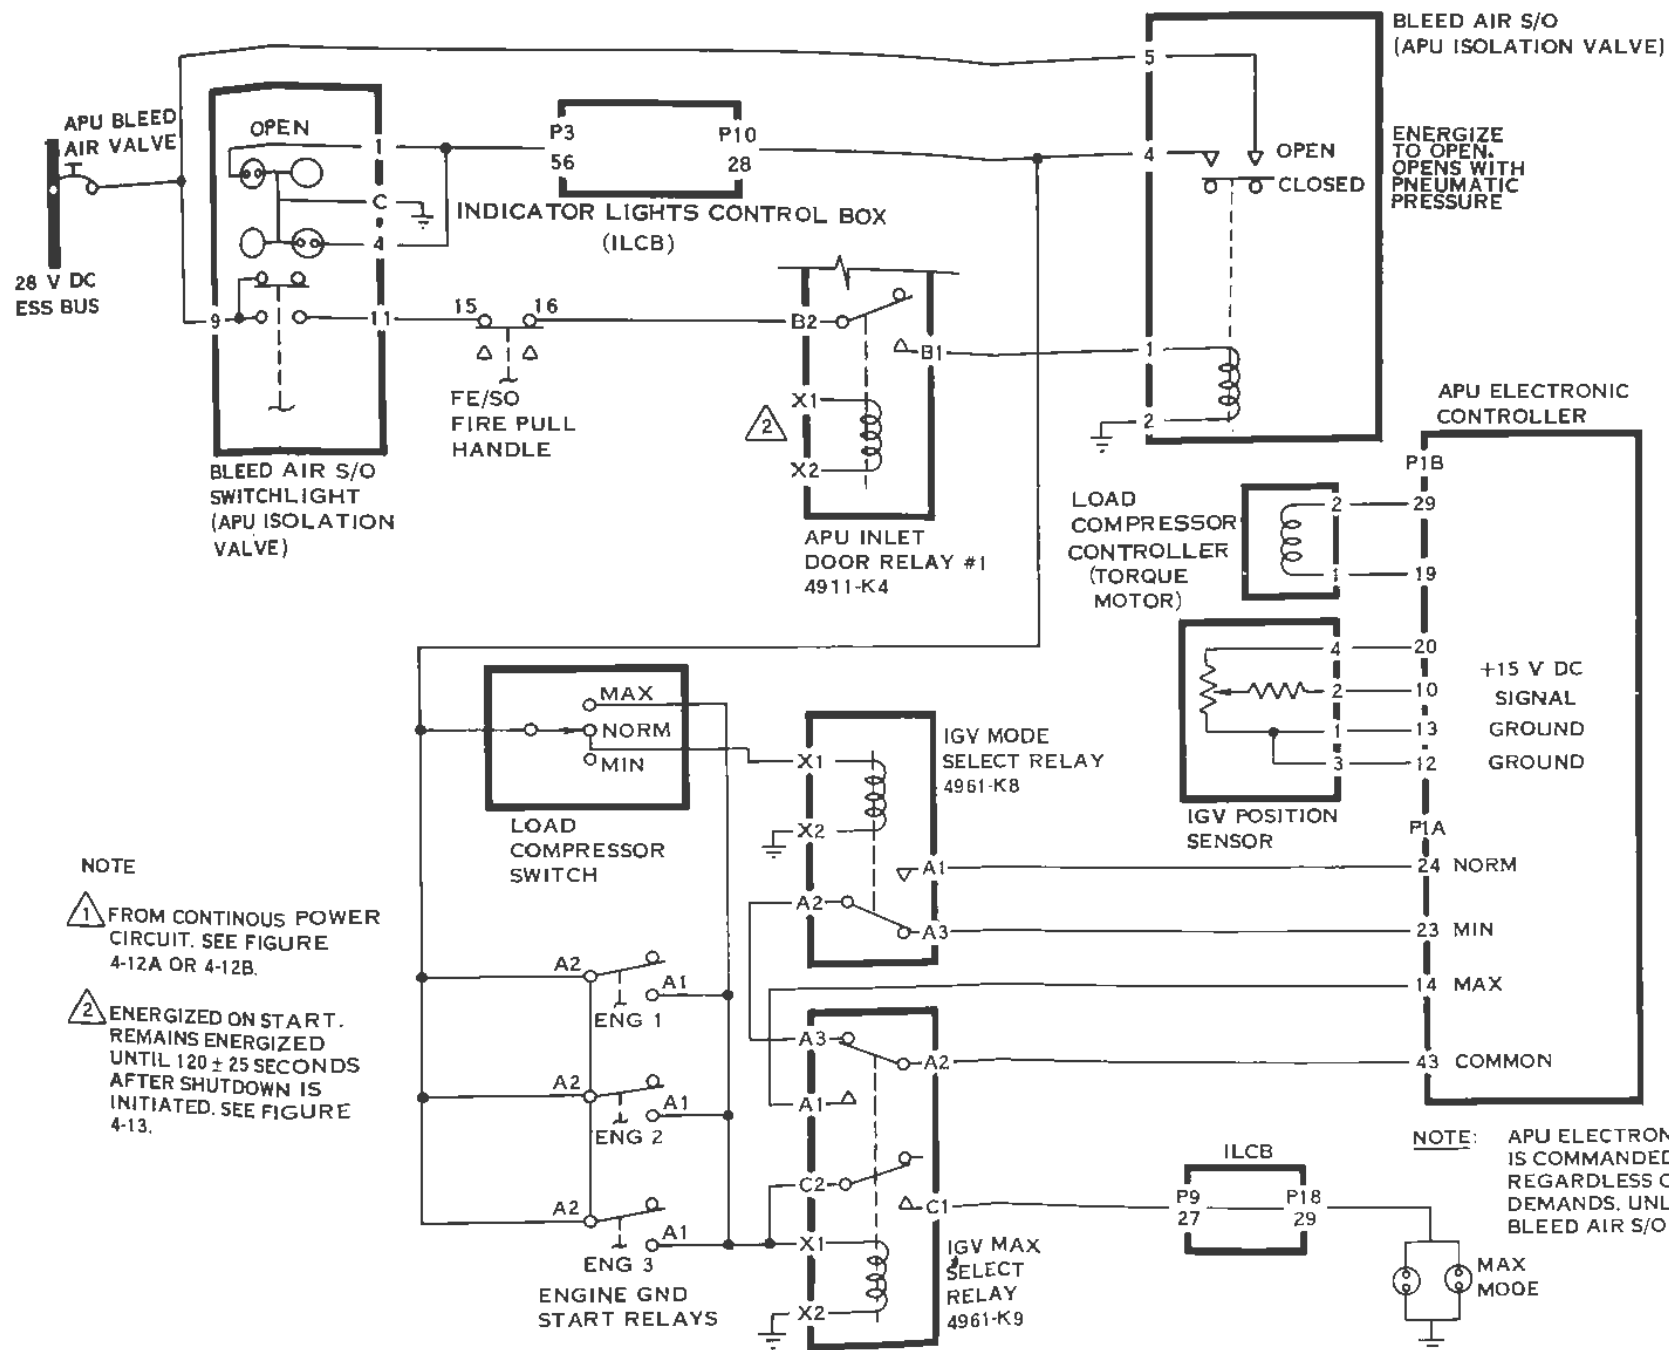 BLEED AIR S/O
(APU ISOLATION VALVE)
5
APU BLEED
AIR VALVE
OPEN
1
C
4
9
11
28 V DC
ESS BUS
BLEED AIR S/O
SWITCHLIGHT
(APU ISOLATION
VALVE)
P3
56
P10
28
INDICATOR LIGHTS CONTROL BOX
(ILCB)
15
16
FE/SO
FIRE PULL
HANDLE
B2
B1
X1
X2
2
APU INLET
DOOR RELAY #1
4911-K4
4
OPEN
CLOSED
1
2
ENERGIZE
TO OPEN.
OPENS WITH
PNEUMATIC
PRESSURE
APU ELECTRONIC
CONTROLLER
P1B
LOAD
COMPRESSOR
CONTROLLER
(TORQUE
MOTOR)
2
29
1
19
4
20
+15 V DC
2
10
SIGNAL
1
13
GROUND
3
12
GROUND
IGV POSITION
SENSOR
P1A
24 NORM
23 MIN
14 MAX
43 COMMON
MAX
NORM
MIN
LOAD
COMPRESSOR
SWITCH
X1
X2
A1
A2
A3
IGV MODE
SELECT RELAY
4961-K8
NOTE
1
FROM CONTINOUS POWER
CIRCUIT. SEE FIGURE
4-12A OR 4-12B.
2
ENERGIZED ON START.
REMAINS ENERGIZED
UNTIL 120 ± 25 SECONDS
AFTER SHUTDOWN IS
INITIATED. SEE FIGURE
4-13.
A2
A1
ENG 1
A2
A1
ENG 2
A2
A1
ENG 3
ENGINE GND
START RELAYS
A3
A2
A1
C2
C1
X1
X2
IGV MAX
SELECT
RELAY
4961-K9
ILCB
P9
27
P18
29
MAX
MODE
NOTE: APU ELECTRON
IS COMMANDED
REGARDLESS
DEMANDS. UNL
BLEED AIR S/O